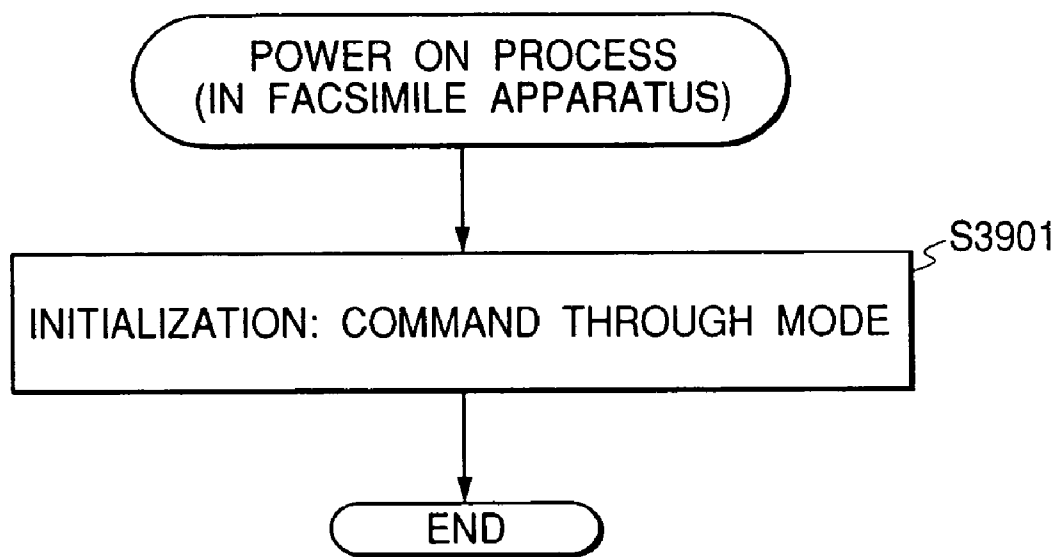 POWER ON PROCESS
(IN FACSIMILE APPARATUS)
S3901
INITIALIZATION: COMMAND THROUGH MODE
END